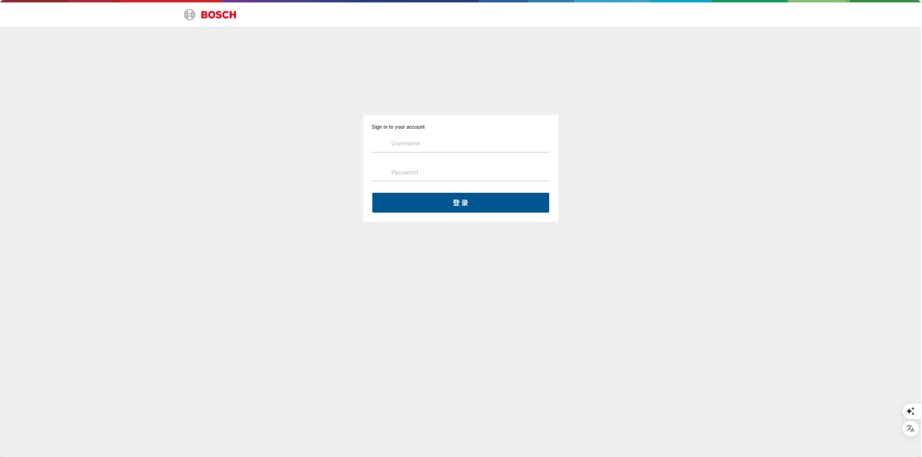 BOSCH
Sign in to your account
Username
Password
登 录